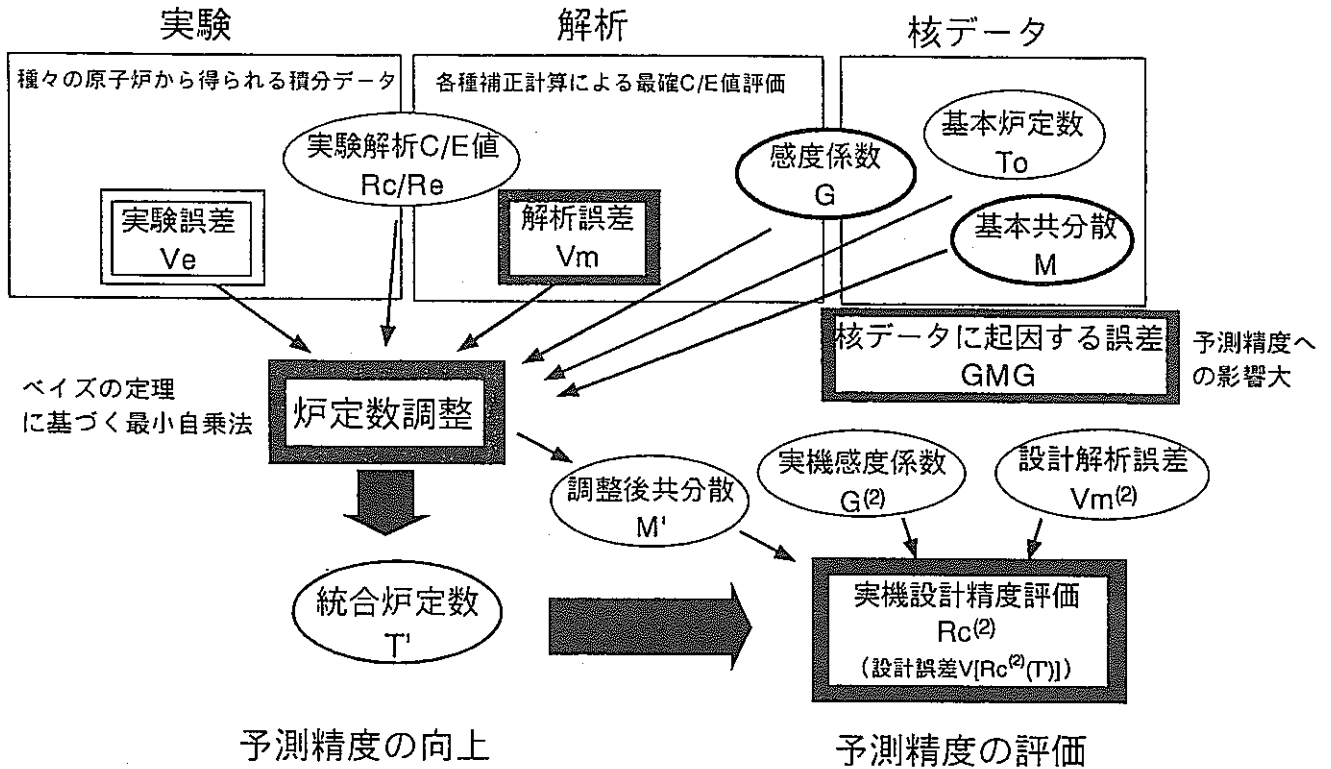 実験
解析
核データ
種々の原子炉から得られる積分データ
各種補正計算による最確C/E値評価
実験解析C/E値
Rc/Re
感度係数
G
基本炉定数
To
実験誤差
Ve
解析誤差
Vm
基本共分散
M
核データに起因する誤差
GMG
予測精度へ
の影響大
ベイズの定理
に基づく最小自乗法
炉定数調整
調整後共分散
M'
実機感度係数
G(2)
設計解析誤差
Vm(2)
統合炉定数
T'
実機設計精度評価
Rc(2)
(設計誤差V[Rc(2)(T')])
予測精度の向上
予測精度の評価